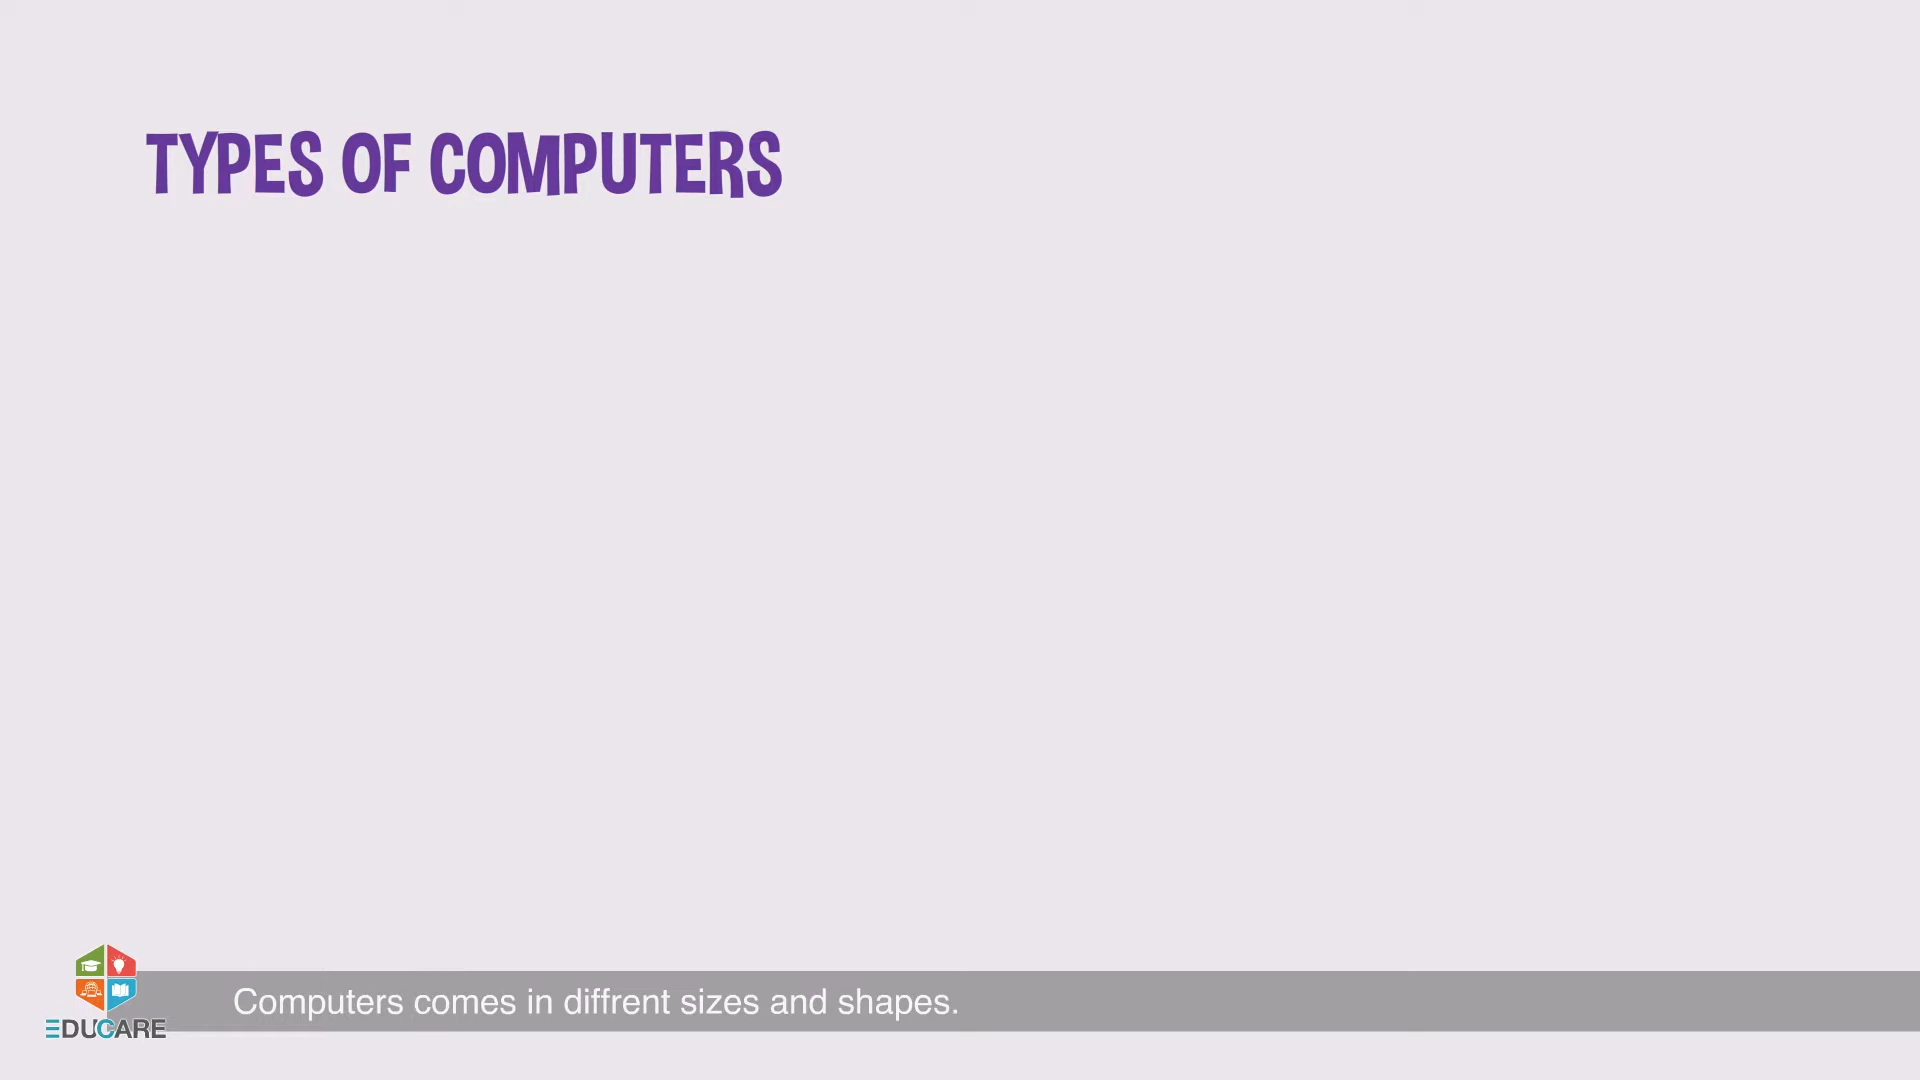 TYPES OF COMPUTERS
Computers comes in diffrent sizes and shapes.
EDUCARE